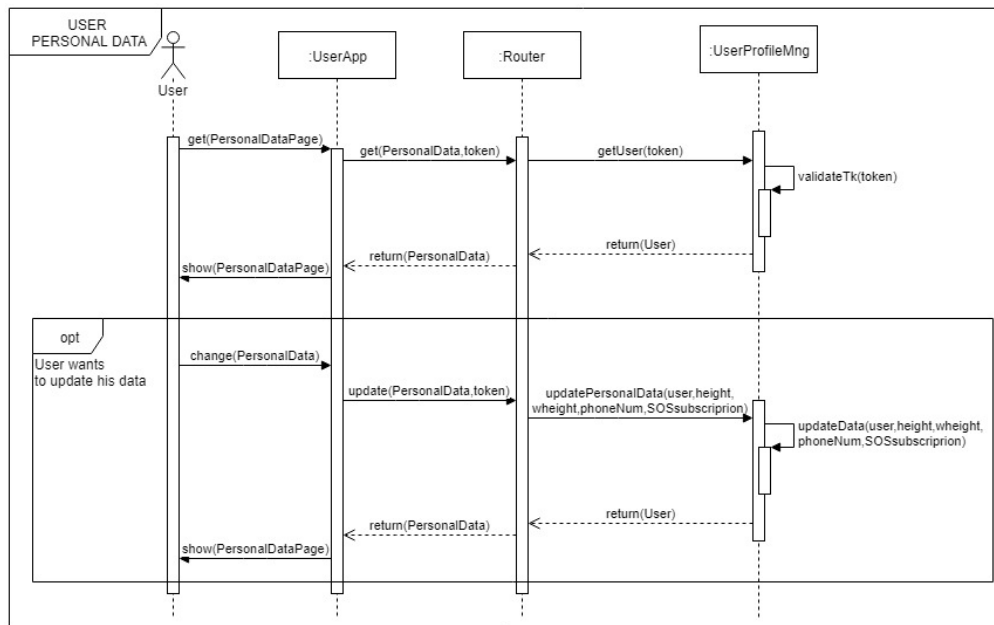 USER
PERSONAL DATA
User
:UserApp
:Router
:UserProfileMng
get(PersonalDataPage)
get(PersonalData,token)
getUser(token)
validateTk(token)
return(User)
return(PersonalData)
show(PersonalDataPage)
opt
User wants
to update his data
change(PersonalData)
update(PersonalData,token)
updatePersonalData(user,height,
wheight,phoneNum,SOSsubscriprion)
updateData(user,height,wheight,
phoneNum,SOSsubscriprion)
return(User)
return(PersonalData)
show(PersonalDataPage)